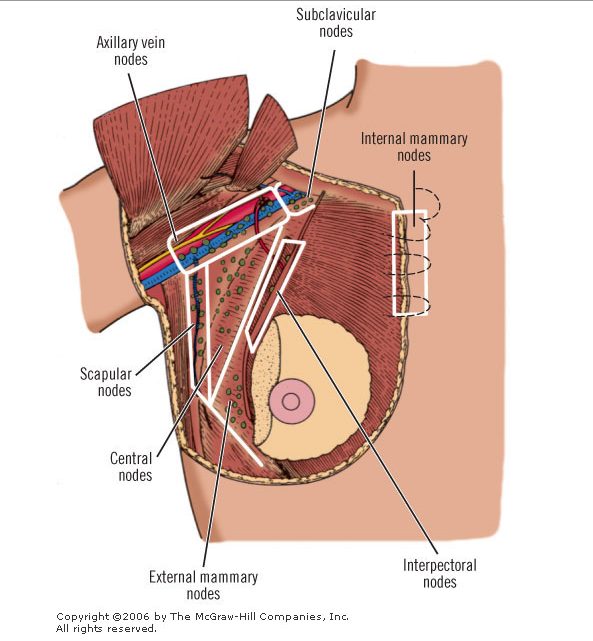 Subclavicular
nodes
Axillary vein
nodes
Internal mammary
nodes
Scapular
nodes
Central
nodes
External mammary
nodes
Interpectoral
nodes
Copyright ©2006 by The McGraw-Hill Companies, Inc.
All rights reserved.